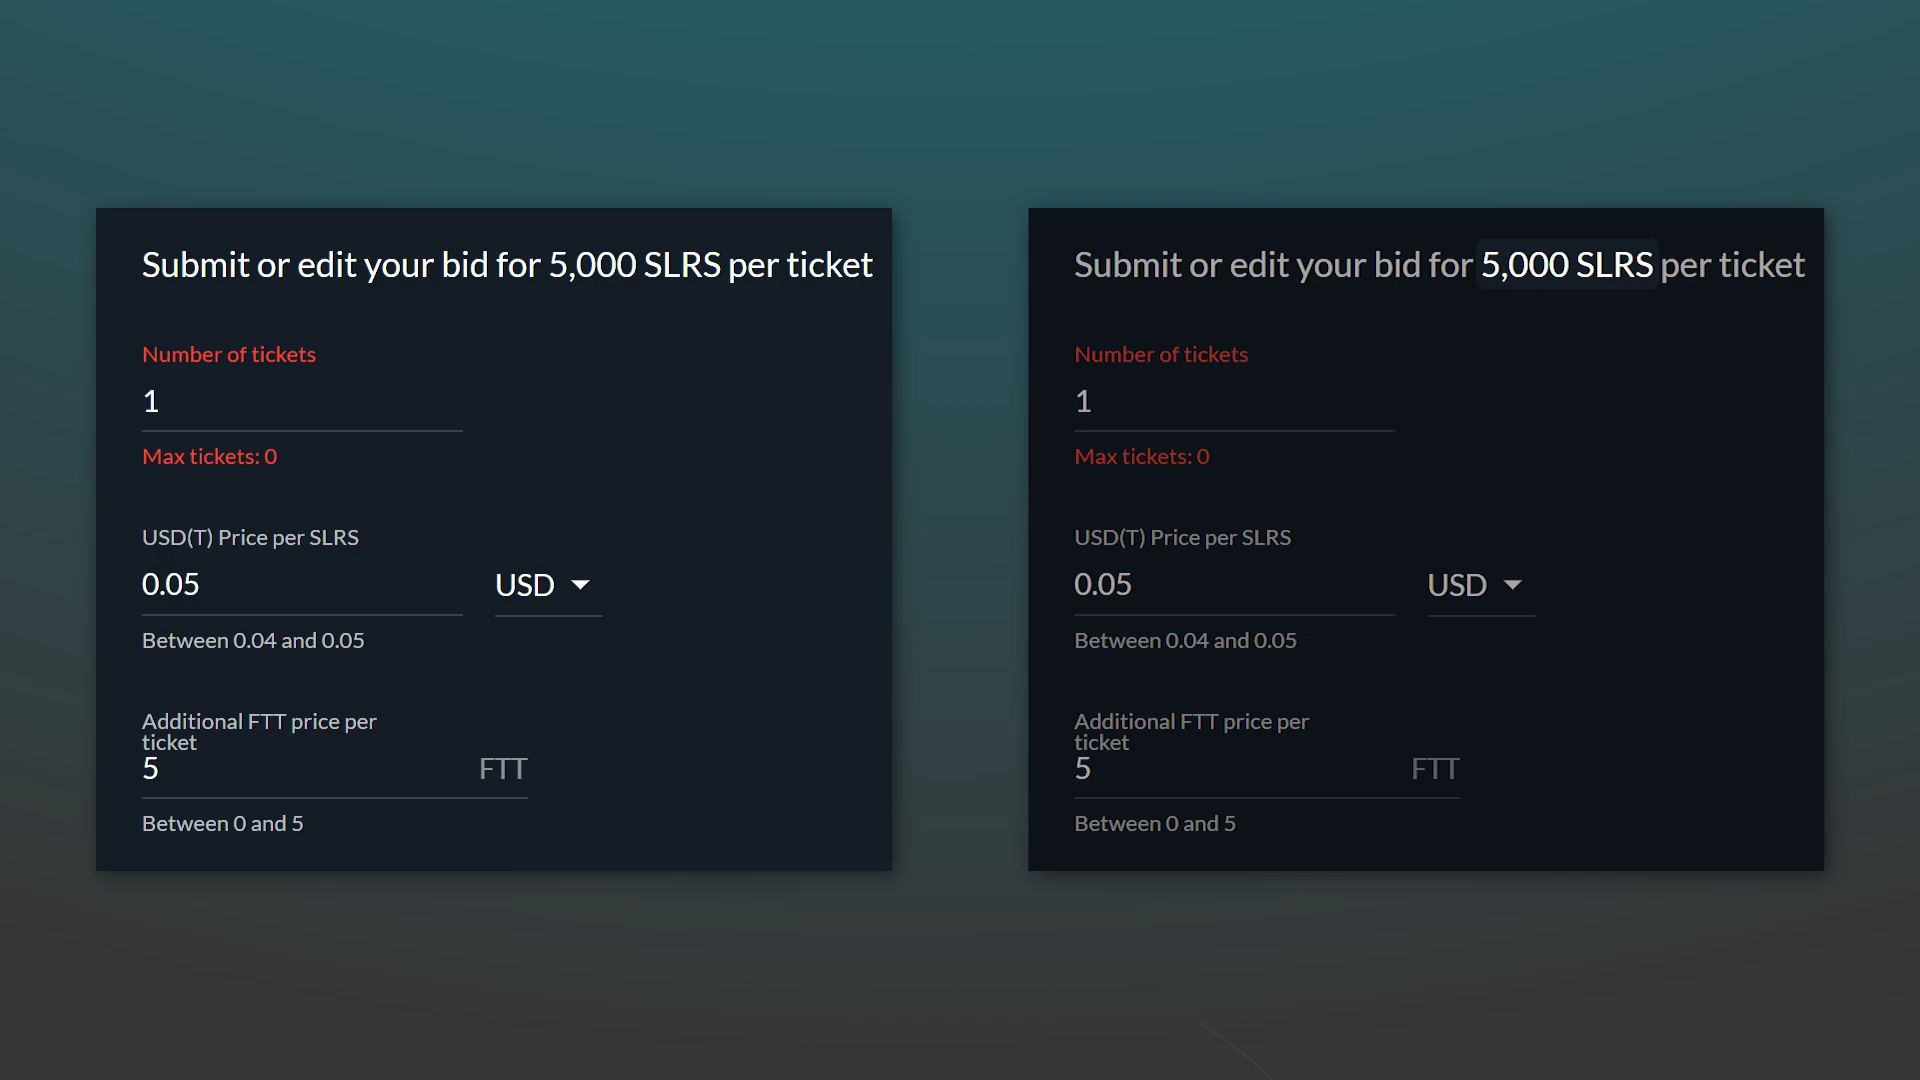 Submit or edit your bid for 5,000 SLRS per ticket
Number of tickets
1
Max tickets: 0
USD(T) Price per SLRS
0.05
USD
Between 0.04 and 0.05
Additional FTT price per
ticket
5
FTT
Between 0 and 5
Submit or edit your bid for 5,000 SLRS per ticket
Number of tickets
1
Max tickets: 0
USD(T) Price per SLRS
0.05
USD
Between 0.04 and 0.05
Additional FTT price per
ticket
5
FTT
Between 0 and 5